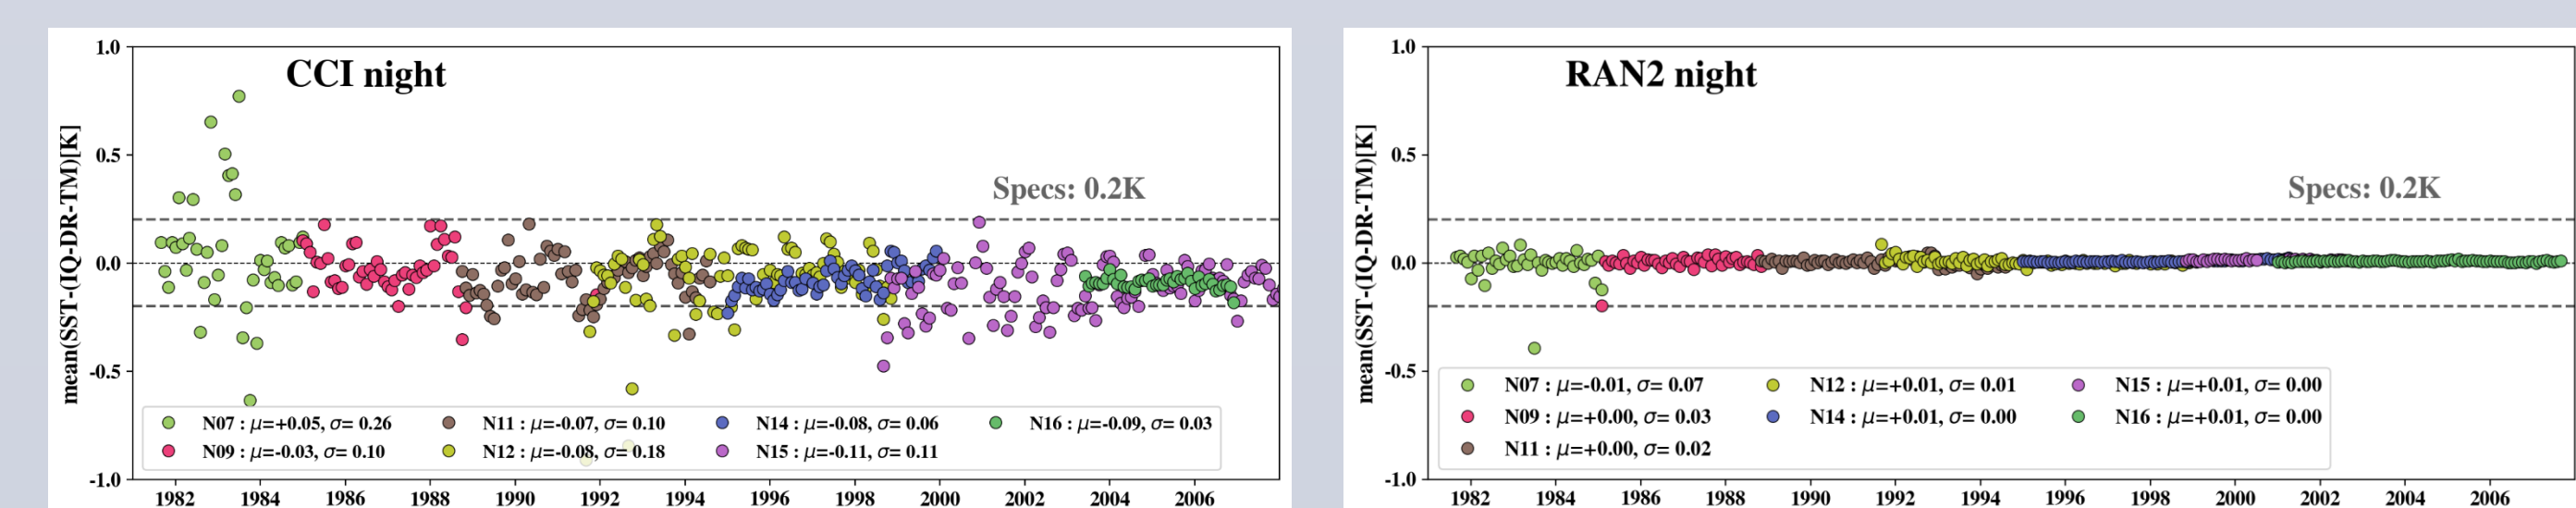 CCI night
mean(SST-(IQ-DR-TM)[K]
1.0
0.5
0.0
-0.5
-1.0
Specs: 0.2K
N07 : μ=+0.05, σ= 0.26
N09 : μ=-0.03, σ= 0.10
N11 : μ=-0.07, σ= 0.10
N12 : μ=-0.08, σ= 0.18
N14 : μ=-0.08, σ= 0.06
N15 : μ=-0.11, σ= 0.11
N16 : μ=-0.09, σ= 0.03
1982 1984 1986 1988 1990 1992 1994 1996 1998 2000 2002 2004 2006
RAN2 night
mean(SST-(IQ-DR-TM)[K]
1.0
0.5
0.0
-0.5
-1.0
Specs: 0.2K
N07 : μ=-0.01, σ= 0.07
N09 : μ=+0.00, σ= 0.03
N11 : μ=+0.00, σ= 0.02
N12 : μ=+0.01, σ= 0.01
N14 : μ=+0.01, σ= 0.00
N15 : μ=+0.01, σ= 0.00
N16 : μ=+0.01, σ= 0.00
1982 1984 1986 1988 1990 1992 1994 1996 1998 2000 2002 2004 2006